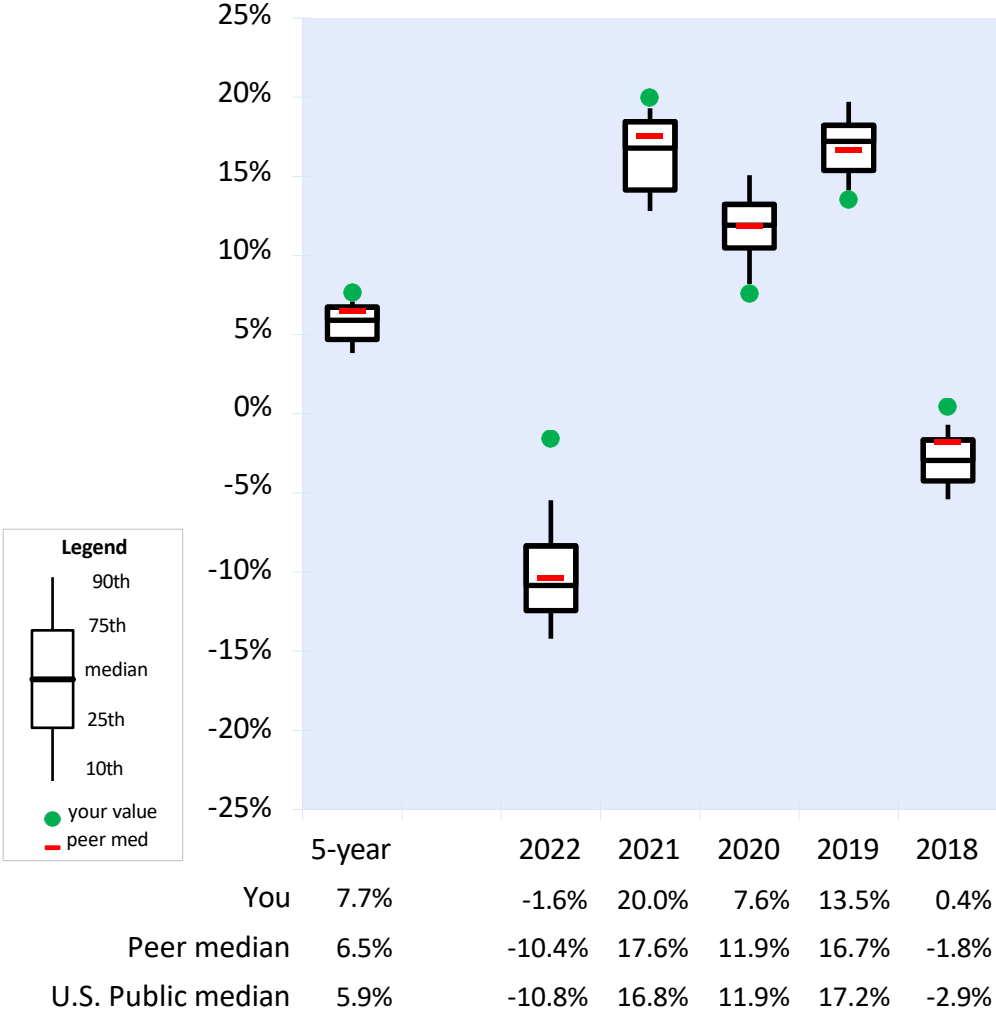 25%
20%
15%
10%
5%
0%
-5%
-10%
-15%
-20%
-25%
Legend
90th
75th
median
25th
10th
your value
peer med
5-year 2022 2021 2020 2019 2018
You 7.7% -1.6% 20.0% 7.6% 13.5% 0.4%
Peer median 6.5% -10.4% 17.6% 11.9% 16.7% -1.8%
U.S. Public median 5.9% -10.8% 16.8% 11.9% 17.2% -2.9%